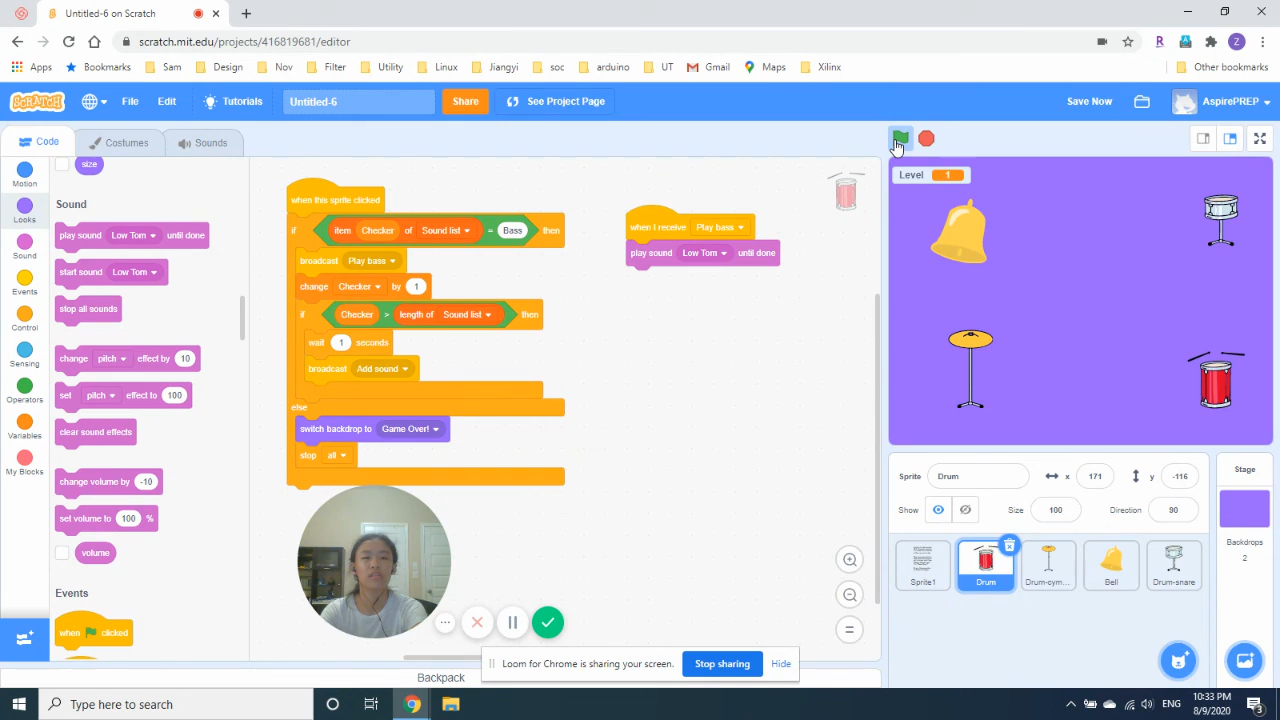 Untitled-6 on Scratch
scratch.mit.edu/projects/416819681/editor
R
Z
Apps
Bookmarks
Sam
Design
Nov
Filter
Utility
Linux
Jiangyi
soc
arduino
UT
Gmail
Maps
Xilinx
Other bookmarks
SCRATCH
File
Edit
Tutorials
Untitled-6
Share
See Project Page
Save Now
AspirePREP
Code
Costumes
Sounds
Motion
Looks
Sound
Events
Control
Sensing
Operators
Variables
My Blocks
size
Sound
play sound Low Tom until done
start sound Low Tom
stop all sounds
change pitch effect by 10
set pitch effect to 100
clear sound effects
change volume by -10
set volume to 100 %
volume
Events
when clicked
when this sprite clicked
if item Checker of Sound list = Bass then
broadcast Play bass
change Checker by 1
if Checker > length of Sound list then
wait 1 seconds
broadcast Add sound
else
switch backdrop to Game Over!
stop all
when I receive Play bass
play sound Low Tom until done
Level 1
Sprite Drum x 171 y -116
Show Size 100 Direction 90
Sprite1
Drum
Drum-cym...
Bell
Drum-snare
Stage
Backdrops
2
Loom for Chrome is sharing your screen. Stop sharing Hide
Backpack
Type here to search
ENG
10:33 PM
8/9/2020
3